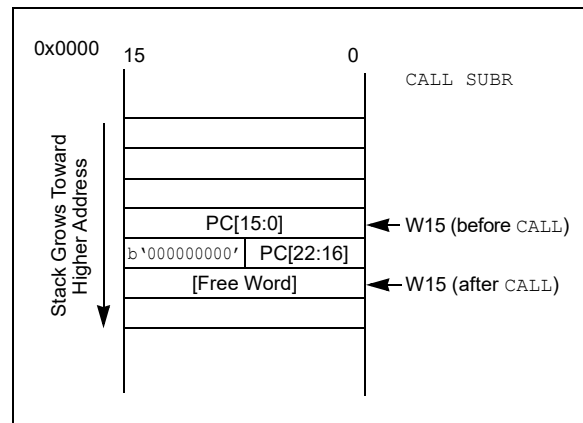 0x0000
15 0
CALL SUBR
Stack Grows Toward
Higher Address
PC[15:0]
W15 (before CALL)
b‘000000000’ PC[22:16]
[Free Word]
W15 (after CALL)